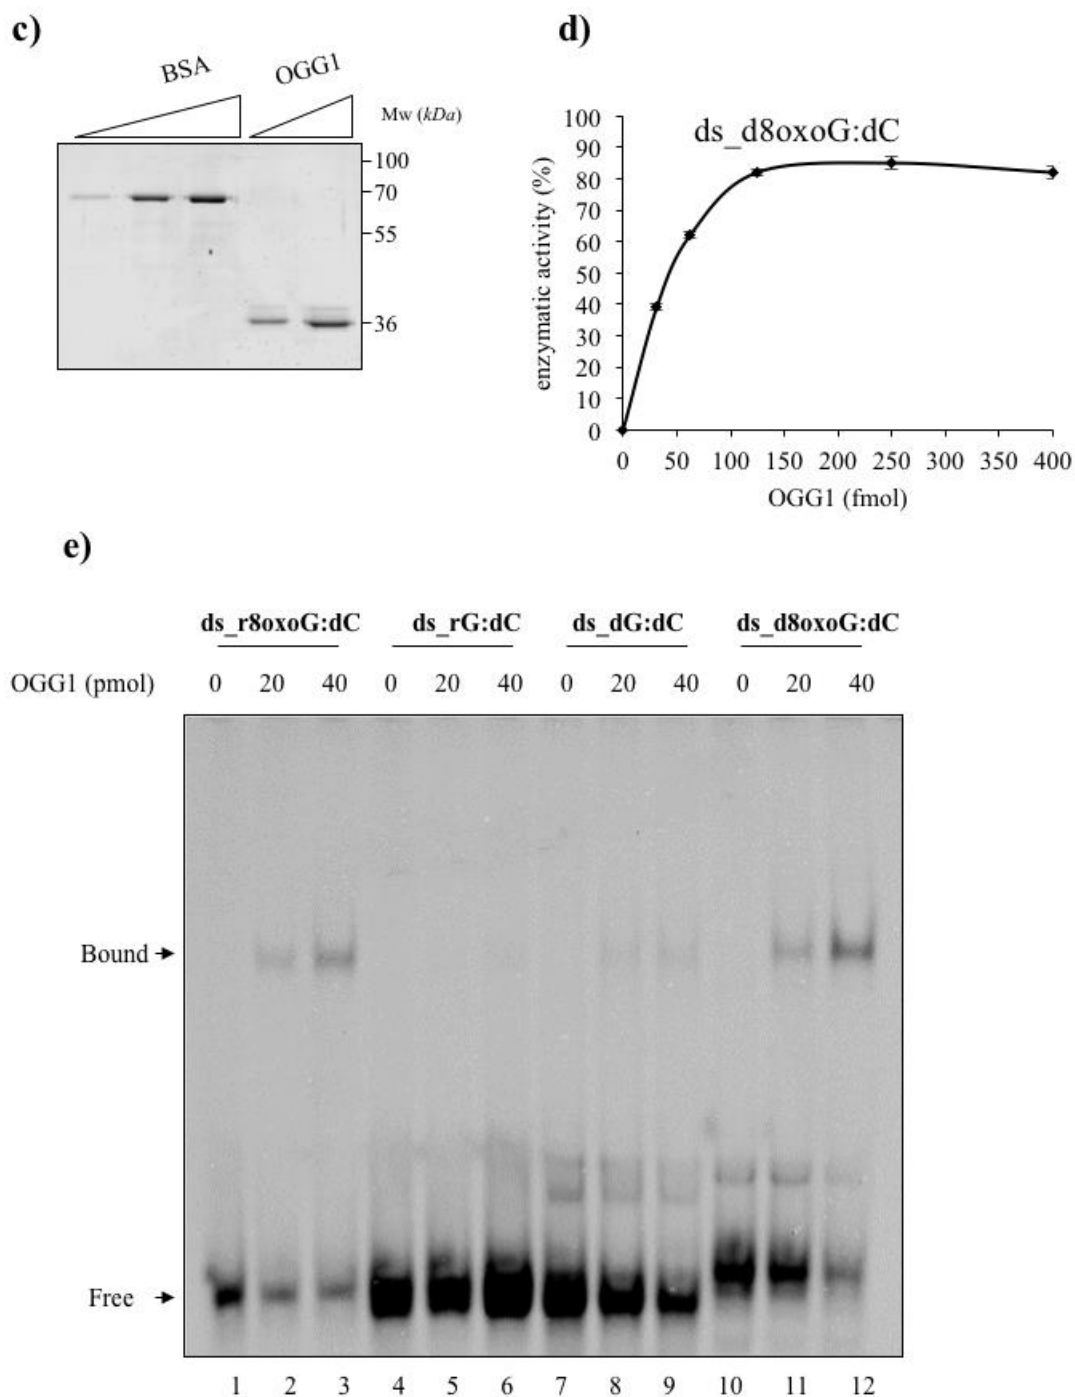 c)
BSA OGG1
Mw (kDa)
100
70
55
36
d)
ds_d8oxoG:dC
enzymatic activity (%)
100
90
80
70
60
50
40
30
20
10
0
0 50 100 150 200 250 300 350 400
OGG1 (fmol)
e)
ds_r8oxoG:dC ds_rG:dC ds_dG:dC ds_d8oxoG:dC
OGG1 (pmol) 0 20 40 0 20 40 0 20 40 0 20 40
Bound
Free
1 2 3 4 5 6 7 8 9 10 11 12